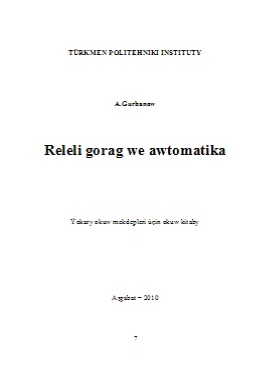 TÜRKMEN POLITEHNIKI INSTITUTY
A.Gurbanow
Releli gorag we awtomatika
Ýokary okuw mekdepleri üçin okuw kitaby
Aşgabat – 2010
7